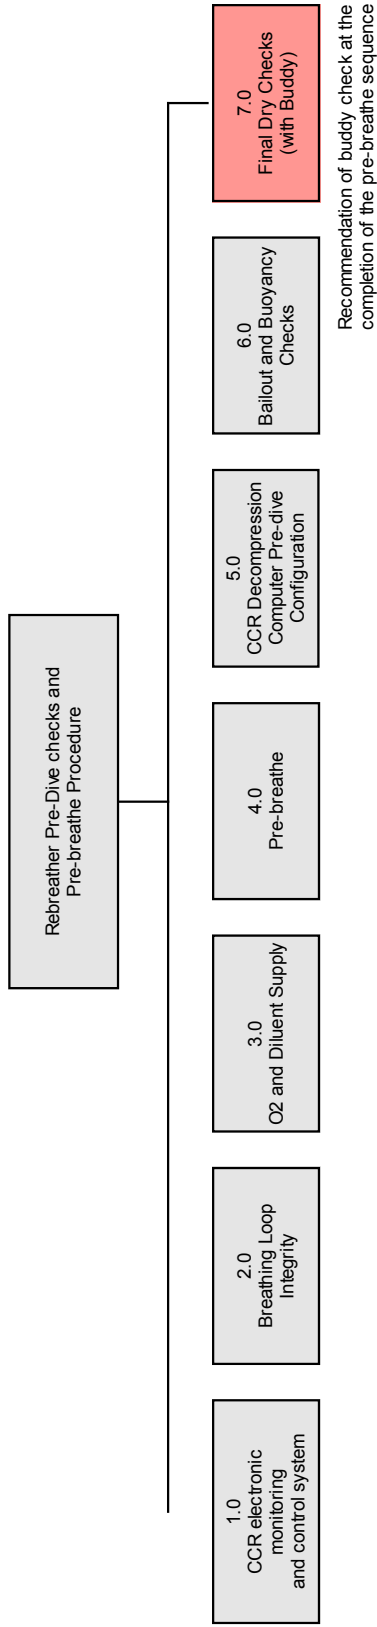 Rebreather Pre-Dive checks and
Pre-breathe Procedure
1.0
CCR electronic
monitoring
and control system
2.0
Breathing Loop
Integrity
3.0
O2 and Diluent Supply
4.0
Pre-breathe
5.0
CCR Decompression
Computer Pre-dive
Configuration
6.0
Bailout and Buoyancy
Checks
7.0
Final Dry Checks
(with Buddy)
Recommendation of buddy check at the
completion of the pre-breathe sequence